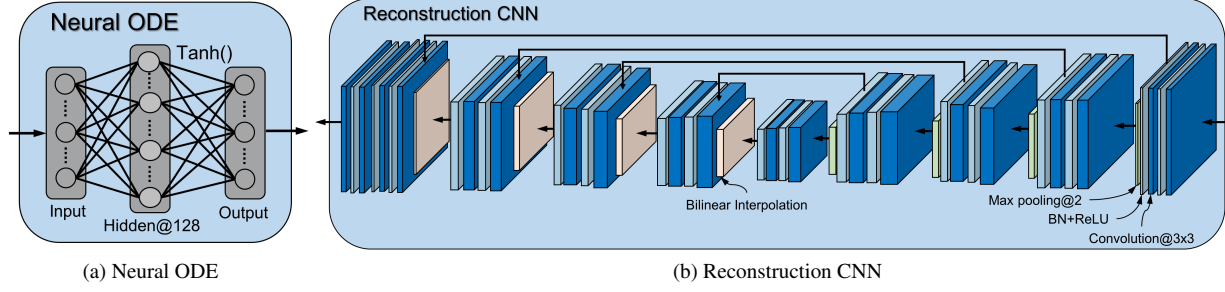 Neural ODE
Tanh()
Input
Output
Hidden@128
(a) Neural ODE
Reconstruction CNN
Bilinear Interpolation
Max pooling@2
BN+ReLU
Convolution@3x3
(b) Reconstruction CNN